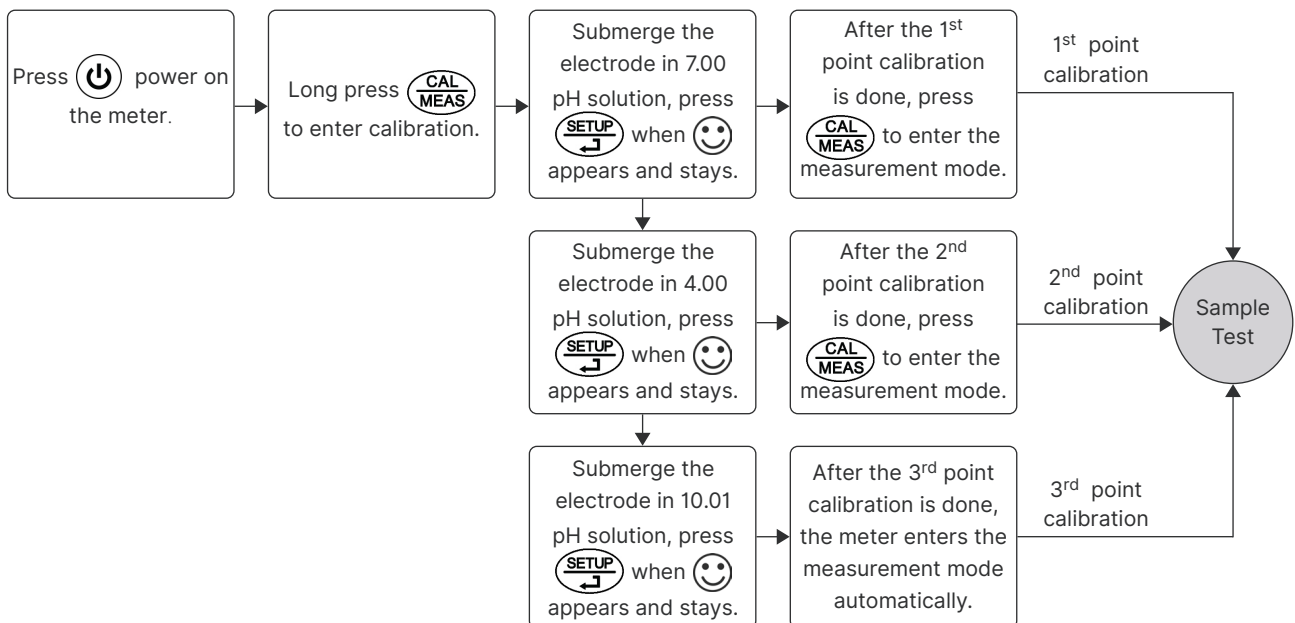 Press power on
the meter.
Long press CAL
MEAS
to enter calibration.
Submerge the
electrode in 7.00
pH solution, press
SETUP when
appears and stays.
After the 1st
point calibration
is done, press
CAL
MEAS to enter the
measurement mode.
1st point
calibration
Submerge the
electrode in 4.00
pH solution, press
SETUP when
appears and stays.
After the 2nd
point calibration
is done, press
CAL
MEAS to enter the
measurement mode.
2nd point
calibration
Sample
Test
Submerge the
electrode in 10.01
pH solution, press
SETUP when
appears and stays.
After the 3rd point
calibration is done,
the meter enters the
measurement mode
automatically.
3rd point
calibration